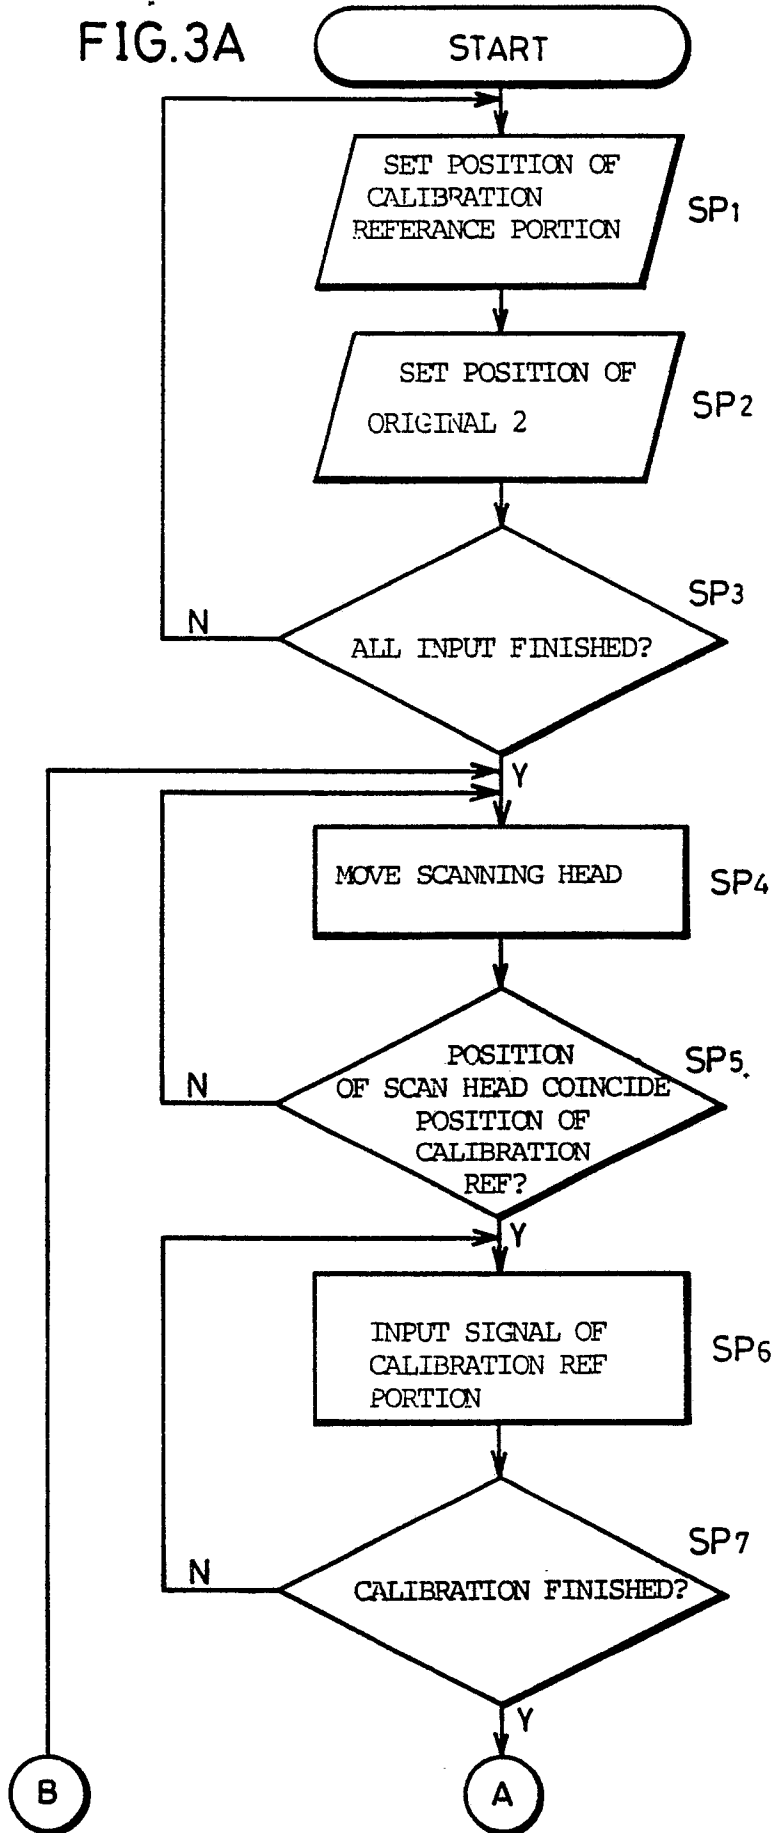 FIG.3A
START
SET POSITION OF
CALIBRATION
REFERANCE PORTION
SP1
SET POSITION OF
ORIGINAL 2
SP2
SP3
N
ALL INPUT FINISHED?
Y
MOVE SCANNING HEAD
SP4
POSITION
SP5.
OF SCAN HEAD COINCIDE
N
POSITION OF
CALIBRATION
REF?
Y
INPUT SIGNAL OF
CALIBRATION REF
PORTION
SP6
SP7
N
CALIBRATION FINISHED?
Y
B
A